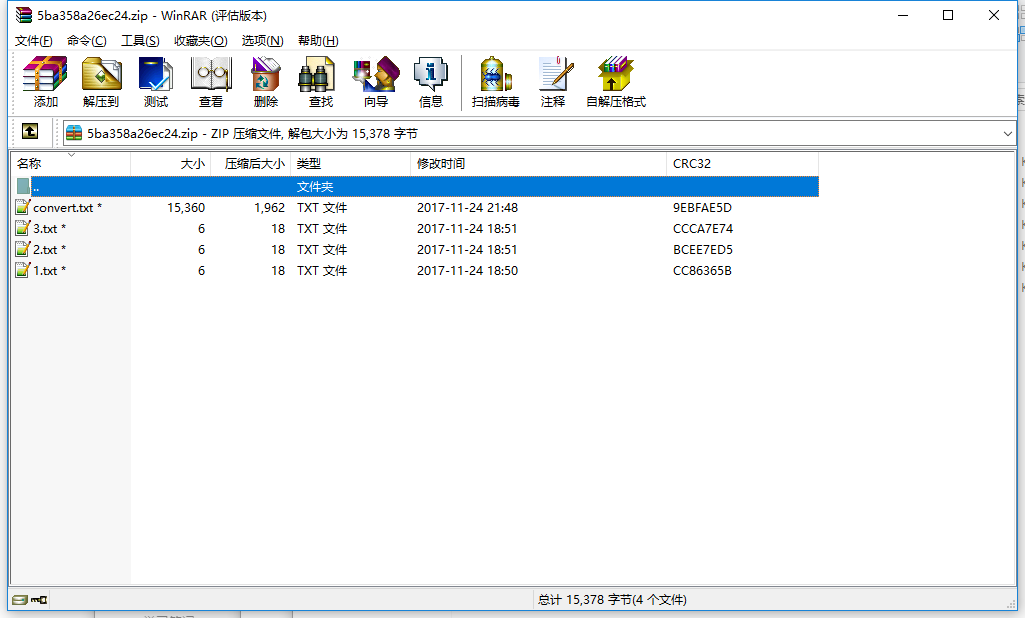 5ba358a26ec24.zip - WinRAR (评估版本)
文件(F) 命令(C) 工具(S) 收藏夹(O) 选项(N) 帮助(H)
添加 解压到 测试 查看 删除 查找 向导 信息 扫描病毒 注释 自解压格式
5ba358a26ec24.zip - ZIP 压缩文件, 解包大小为 15,378 字节
名称 大小 压缩后大小 类型 修改时间 CRC32
.. 文件夹
convert.txt * 15,360 1,962 TXT 文件 2017-11-24 21:48 9EBFAE5D
3.txt * 6 18 TXT 文件 2017-11-24 18:51 CCCA7E74
2.txt * 6 18 TXT 文件 2017-11-24 18:51 BCEE7ED5
1.txt * 6 18 TXT 文件 2017-11-24 18:50 CC86365B
总计 15,378 字节(4 个文件)